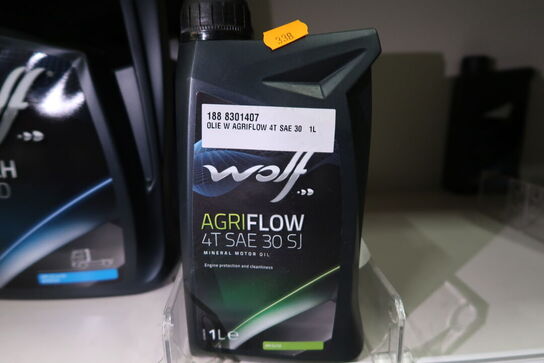 338
188 8301407
OLIE W AGRIFLOW 4T SAE 30 1L
wolf
AGRIFLOW
4T SAE 30 SJ
MINERAL MOTOR OIL
Engine protection and cleanliness
1L e
wolf